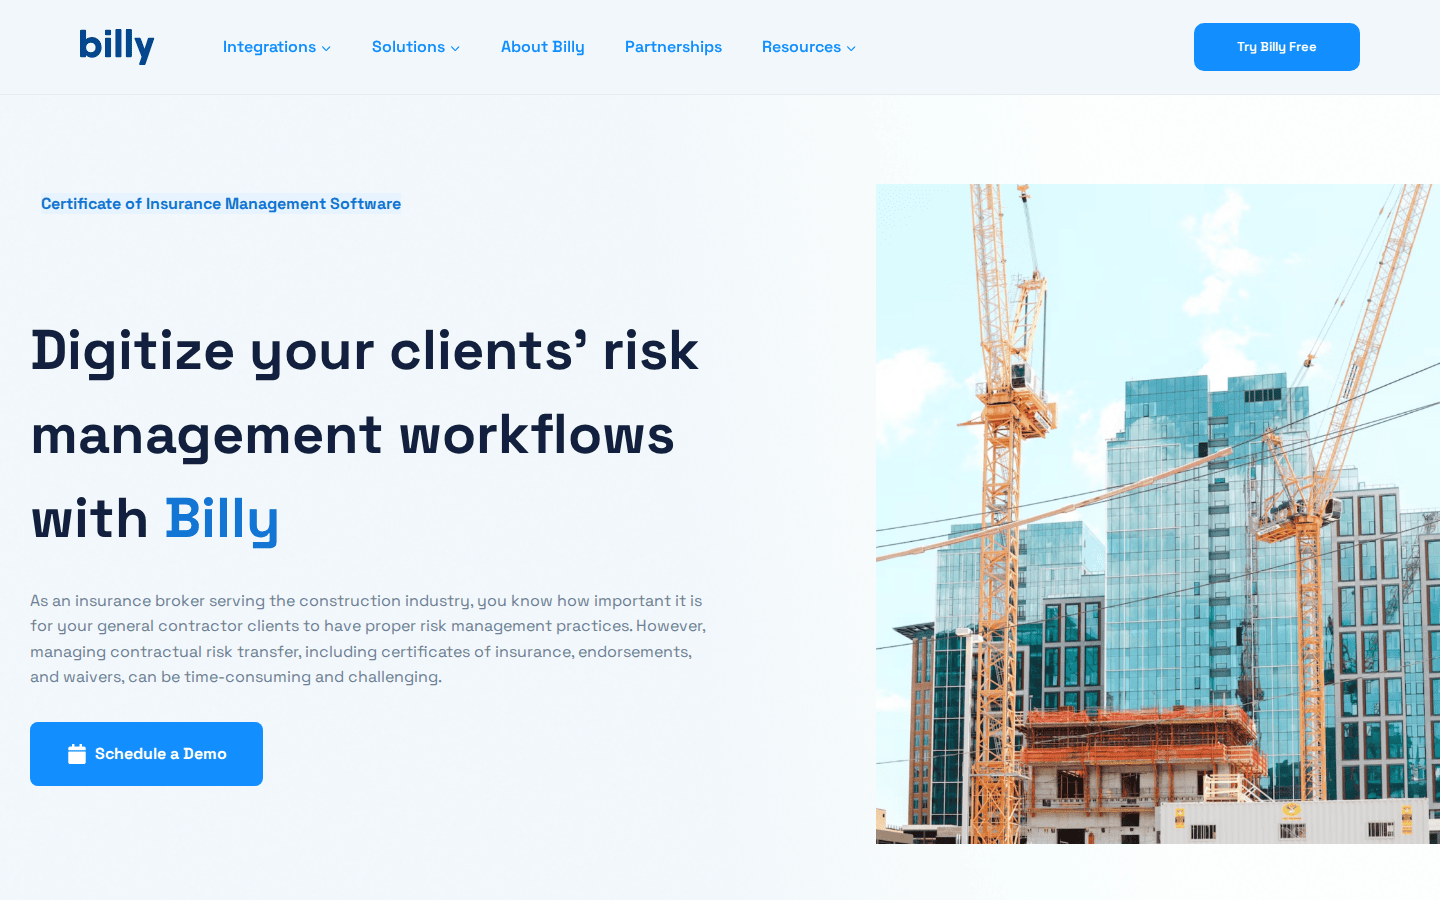 billy
Integrations
Solutions
About Billy
Partnerships
Resources
Try Billy Free
Certificate of Insurance Management Software
Digitize your clients’ risk
management workflows
with Billy
As an insurance broker serving the construction industry, you know how important it is
for your general contractor clients to have proper risk management practices. However,
managing contractual risk transfer, including certificates of insurance, endorsements,
and waivers, can be time-consuming and challenging.
Schedule a Demo